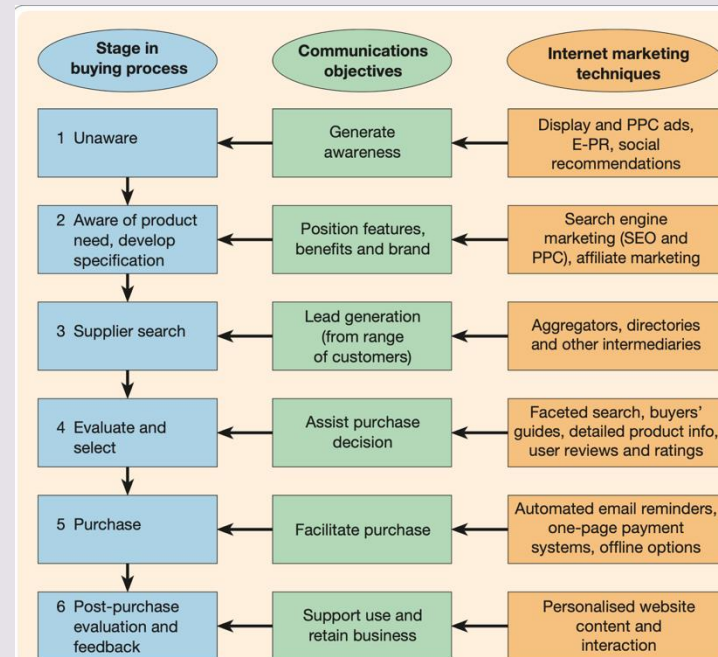 Stage in
buying process
Communications
objectives
Internet marketing
techniques
1 Unaware
Generate
awareness
Display and PPC ads,
E-PR, social
recommendations
2 Aware of product
need, develop
specification
Position features,
benefits and brand
Search engine
marketing (SEO and
PPC), affiliate marketing
3 Supplier search
Lead generation
(from range
of customers)
Aggregators, directories
and other intermediaries
4 Evaluate and
select
Assist purchase
decision
Faceted search, buyers’
guides, detailed product info,
user reviews and ratings
5 Purchase
Facilitate purchase
Automated email reminders,
one-page payment
systems, offline options
6 Post-purchase
evaluation and
feedback
Support use and
retain business
Personalised website
content and
interaction